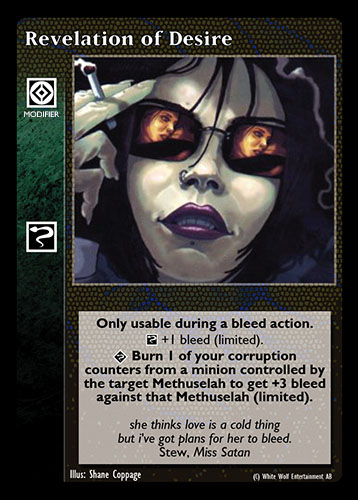 Revelation of Desire
MODIFIER
Only usable during a bleed action.
+1 bleed (limited).
Burn 1 of your corruption
counters from a minion controlled by
the target Methuselah to get +3 bleed
against that Methuselah (limited).
she thinks love is a cold thing
but i've got plans for her to bleed.
Stew, Miss Satan
Illus: Shane Coppage
(C) White Wolf Entertainment AB